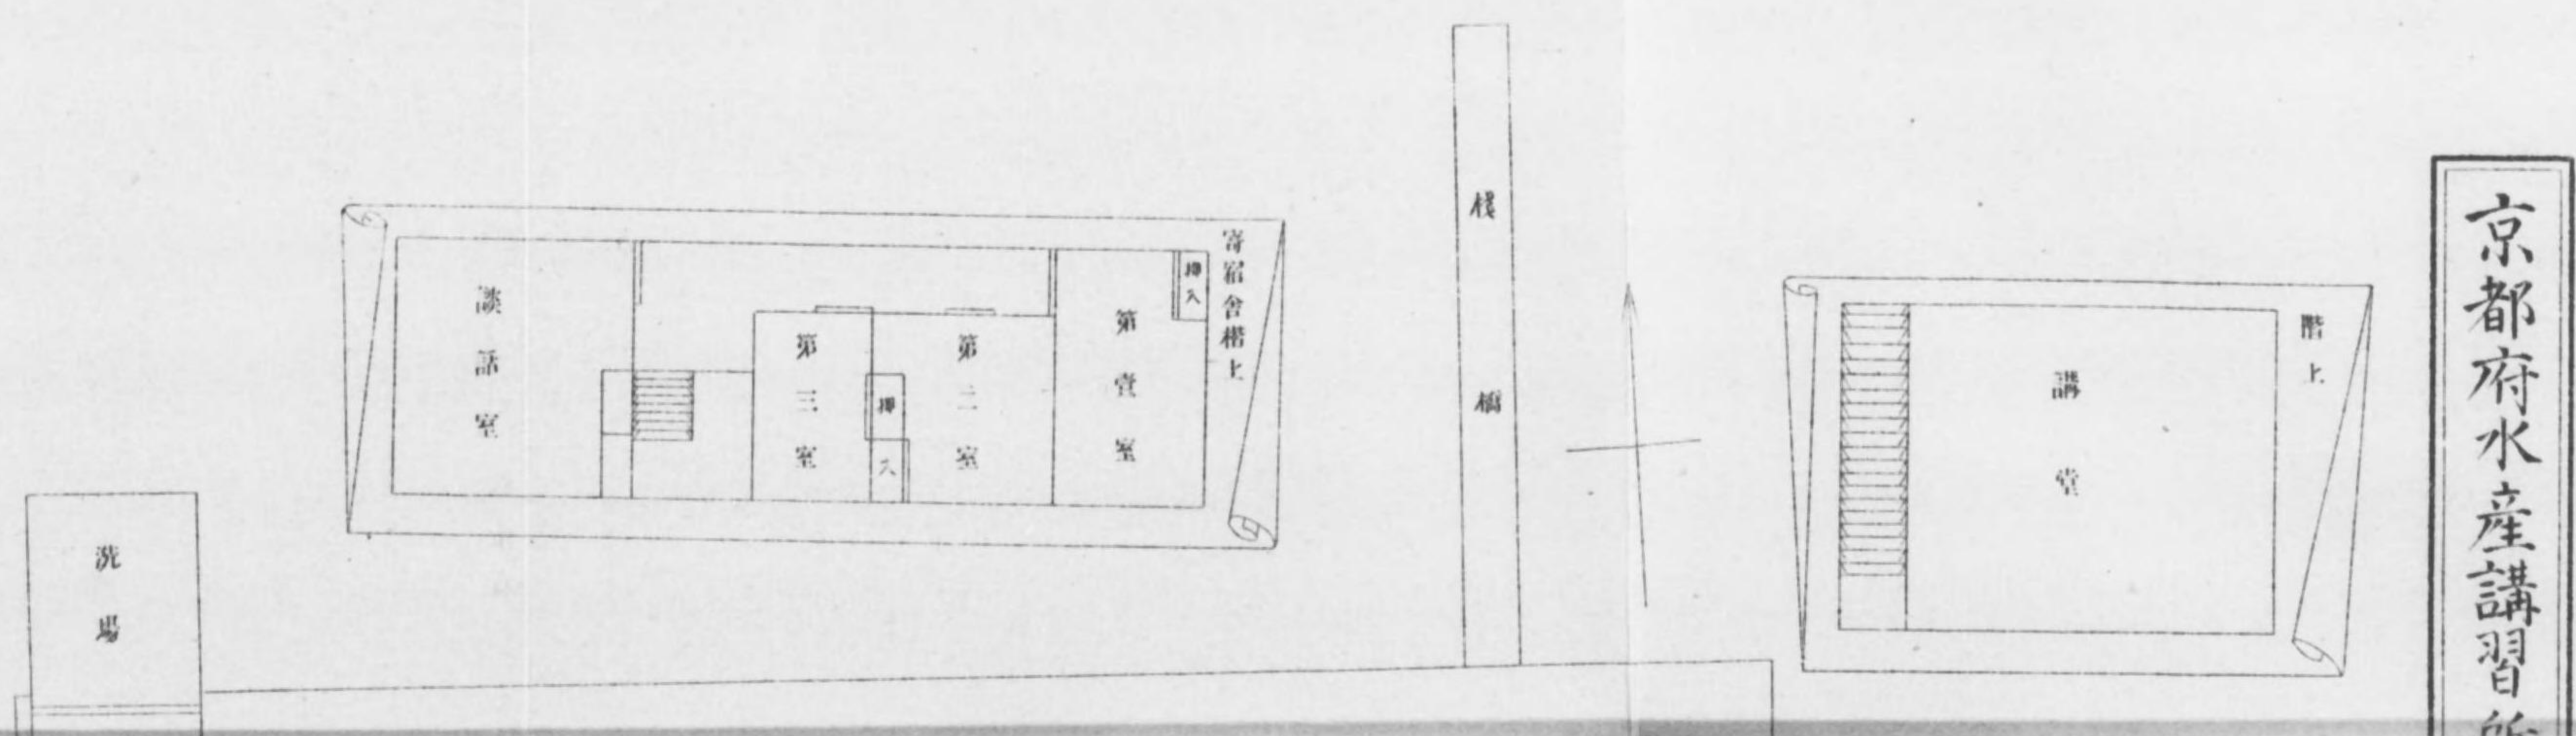 京都府水産講習所
階上
講堂
棧橋
寄宿舎楷上
押入
第壹室
第二室
押入
第三室
談話室
洗場